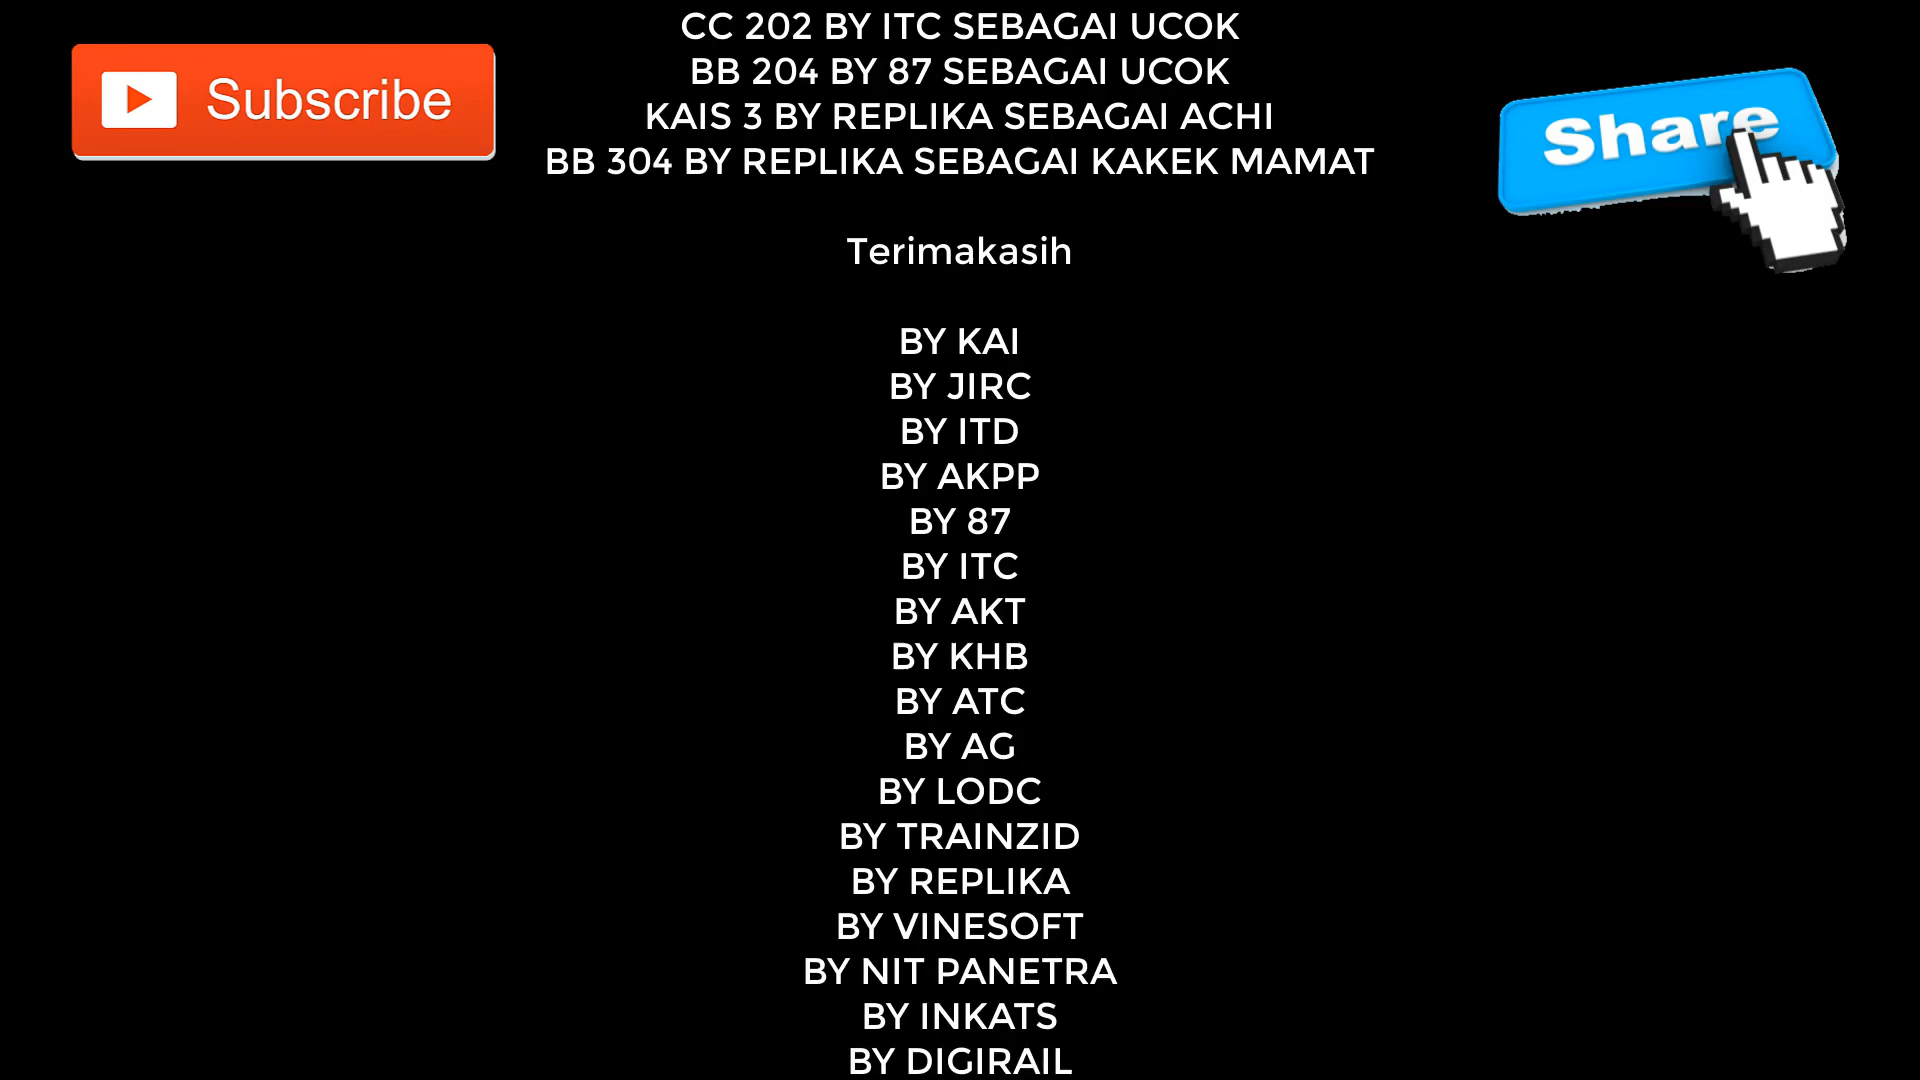 Subscribe
Share
CC 202 BY ITC SEBAGAI UCOK
BB 204 BY 87 SEBAGAI UCOK
KAIS 3 BY REPLIKA SEBAGAI ACHI
BB 304 BY REPLIKA SEBAGAI KAKEK MAMAT
Terimakasih
BY KAI
BY JIRC
BY ITD
BY AKPP
BY 87
BY ITC
BY AKT
BY KHB
BY ATC
BY AG
BY LODC
BY TRAINZID
BY REPLIKA
BY VINESOFT
BY NIT PANETRA
BY INKATS
BY DIGIRAIL